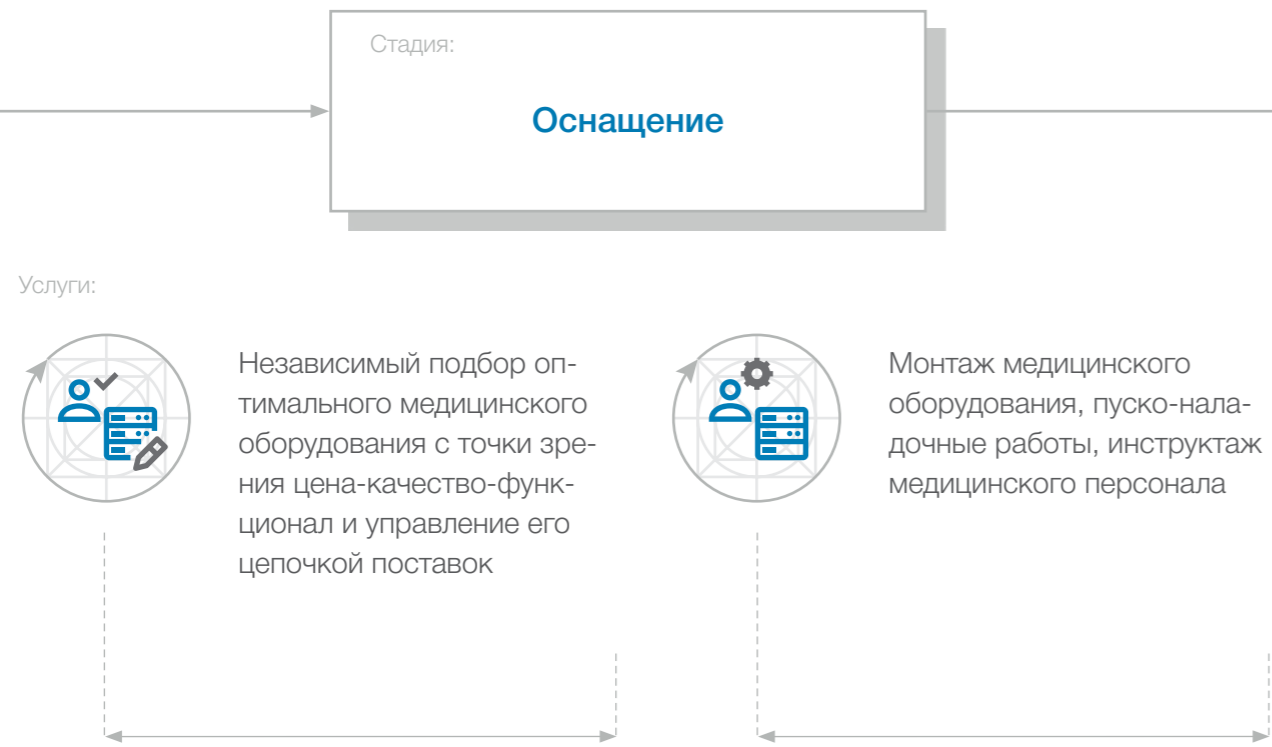 Стадия:
Оснащение
Услуги:
Независимый подбор оп-
тимального медицинского
оборудования с точки зре-
ния цена-качество-функ-
ционал и управление его
цепочкой поставок
Монтаж медицинского
оборудования, пуско-нала-
дочные работы, инструктаж
медицинского персонала